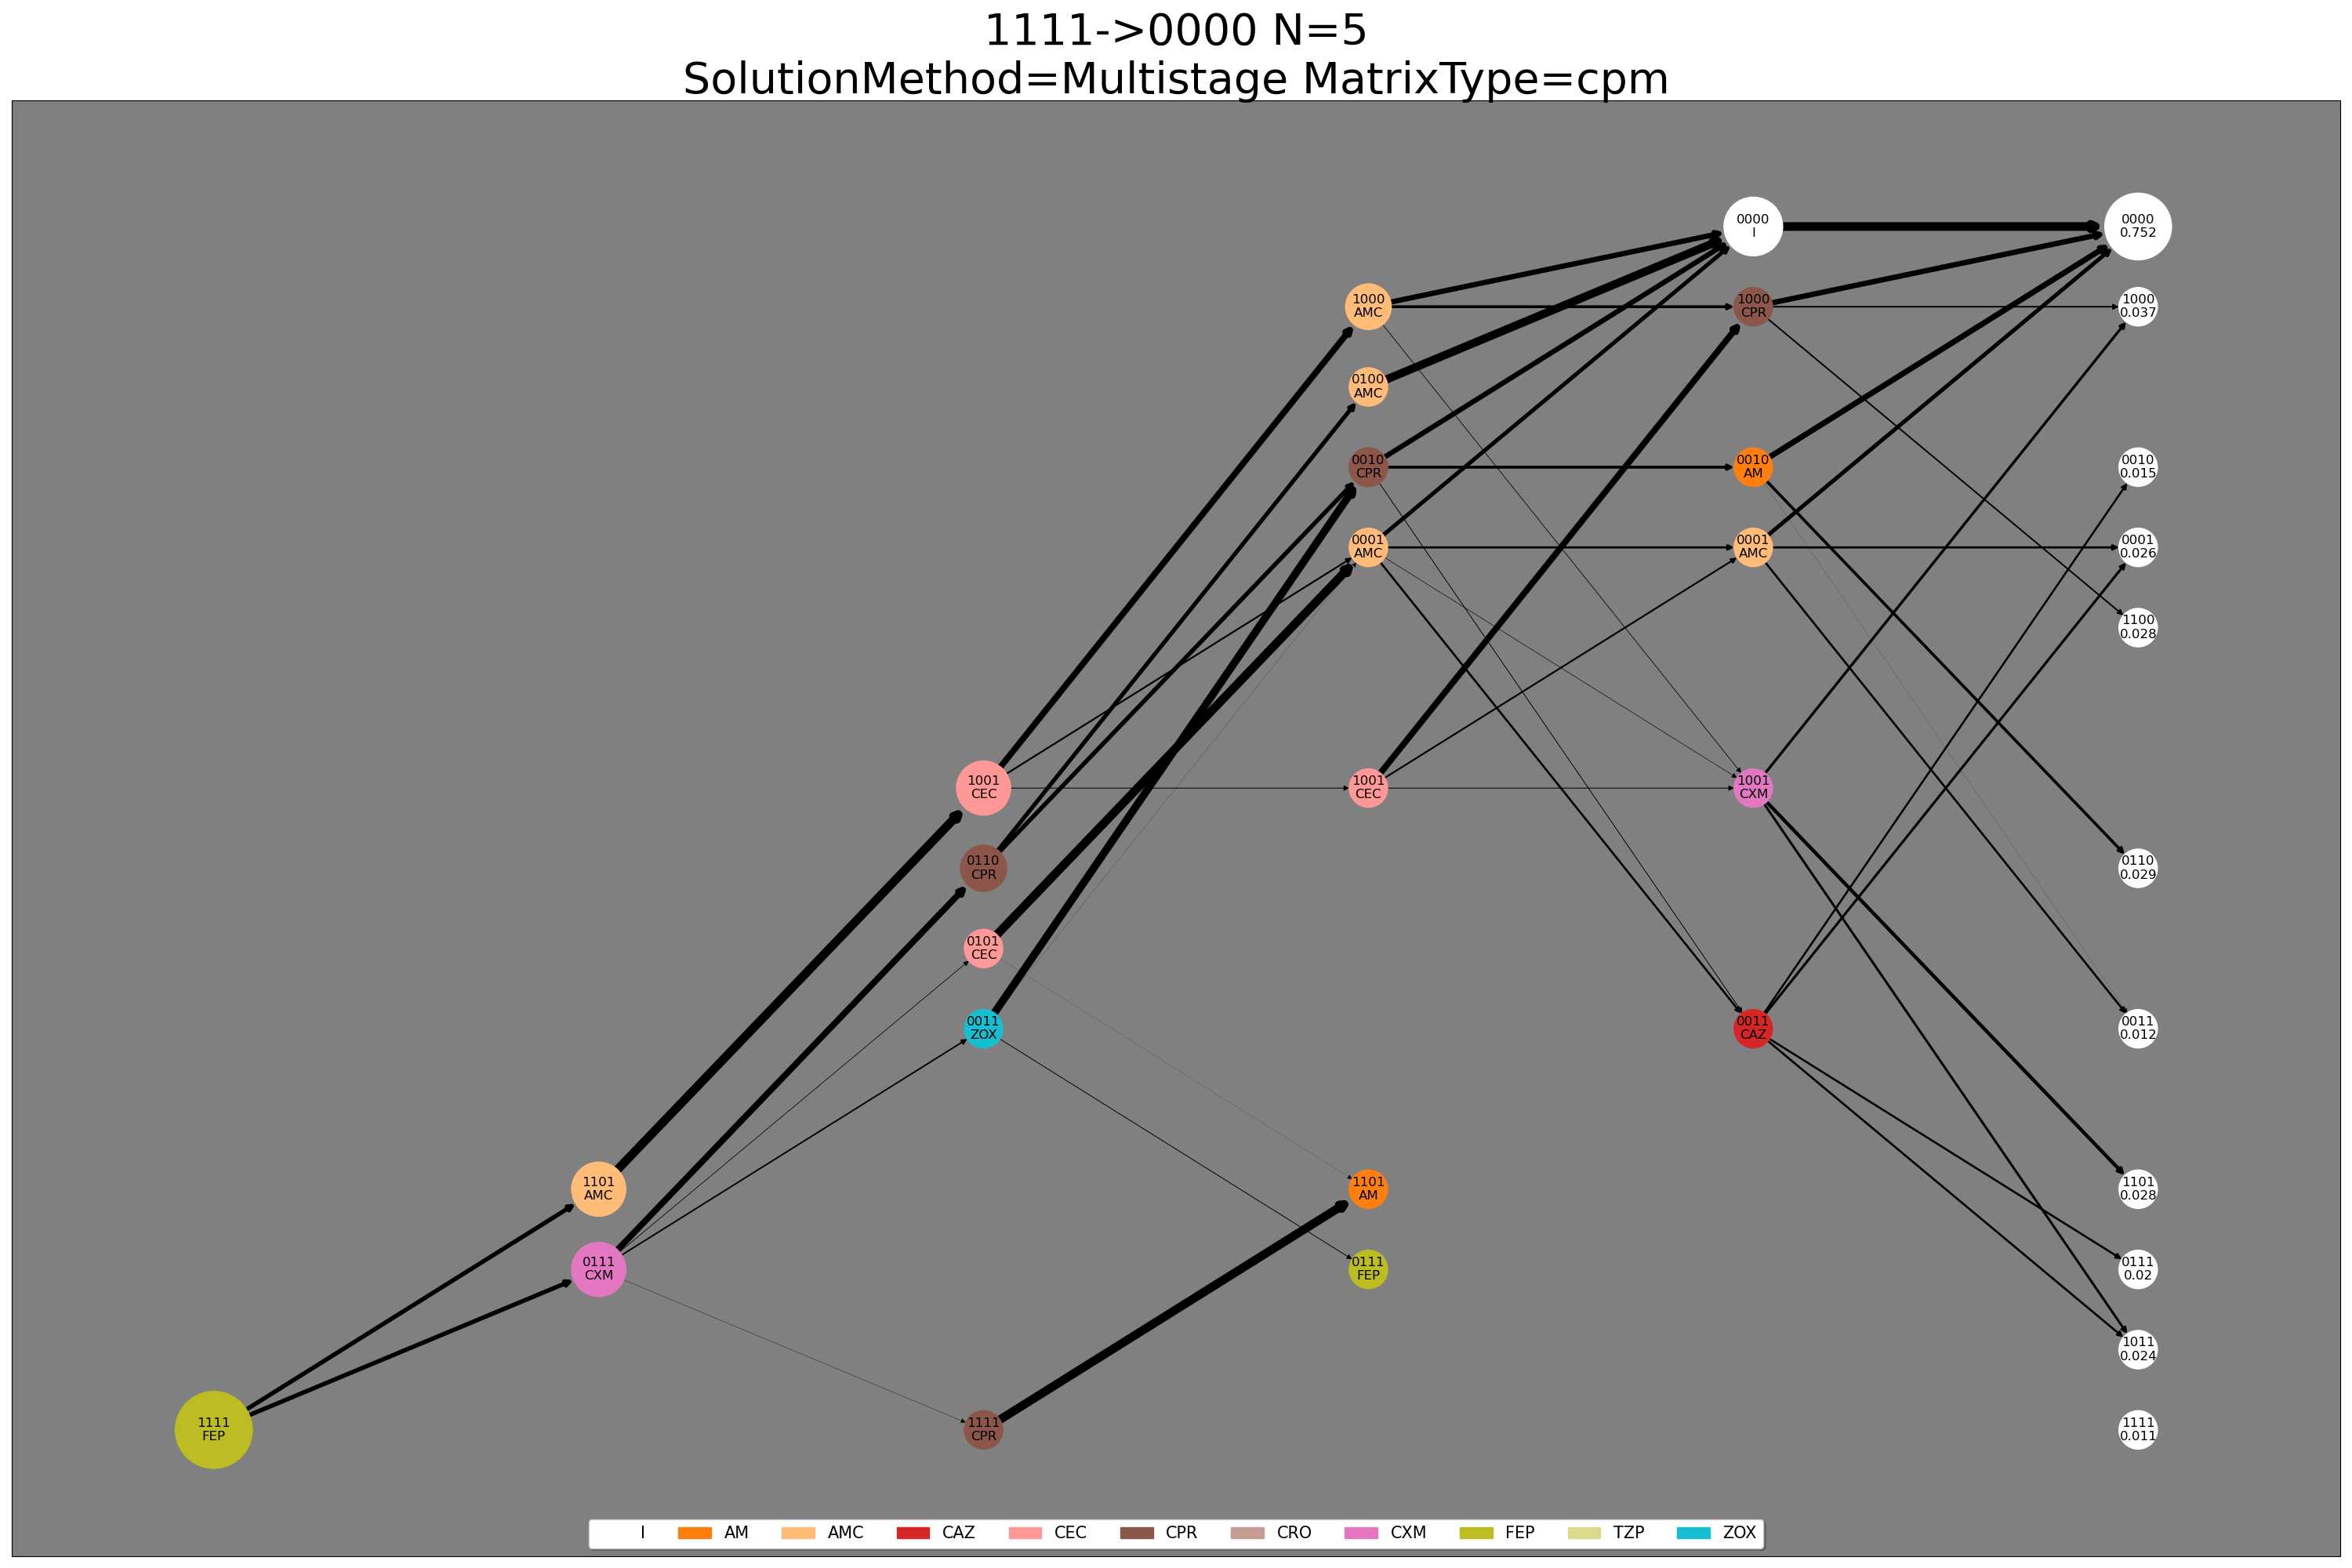 1111->0000 N=5
SolutionMethod=Multistage MatrixType=cpm
1111
FEP
1101
AMC
0111
CXM
1001
CEC
0110
CPR
0101
CEC
0011
ZOX
1111
CPR
1000
AMC
0100
AMC
0010
CPR
0001
AMC
1001
CEC
1101
AM
0111
FEP
0000
I
1000
CPR
0010
AM
0001
AMC
1001
CXM
0011
CAZ
0000
0.752
1000
0.037
0010
0.015
0001
0.026
1100
0.028
0110
0.029
0011
0.012
1101
0.028
0111
0.02
1011
0.024
1111
0.011
I AM AMC CAZ CEC CPR CRO CXM FEP TZP ZOX